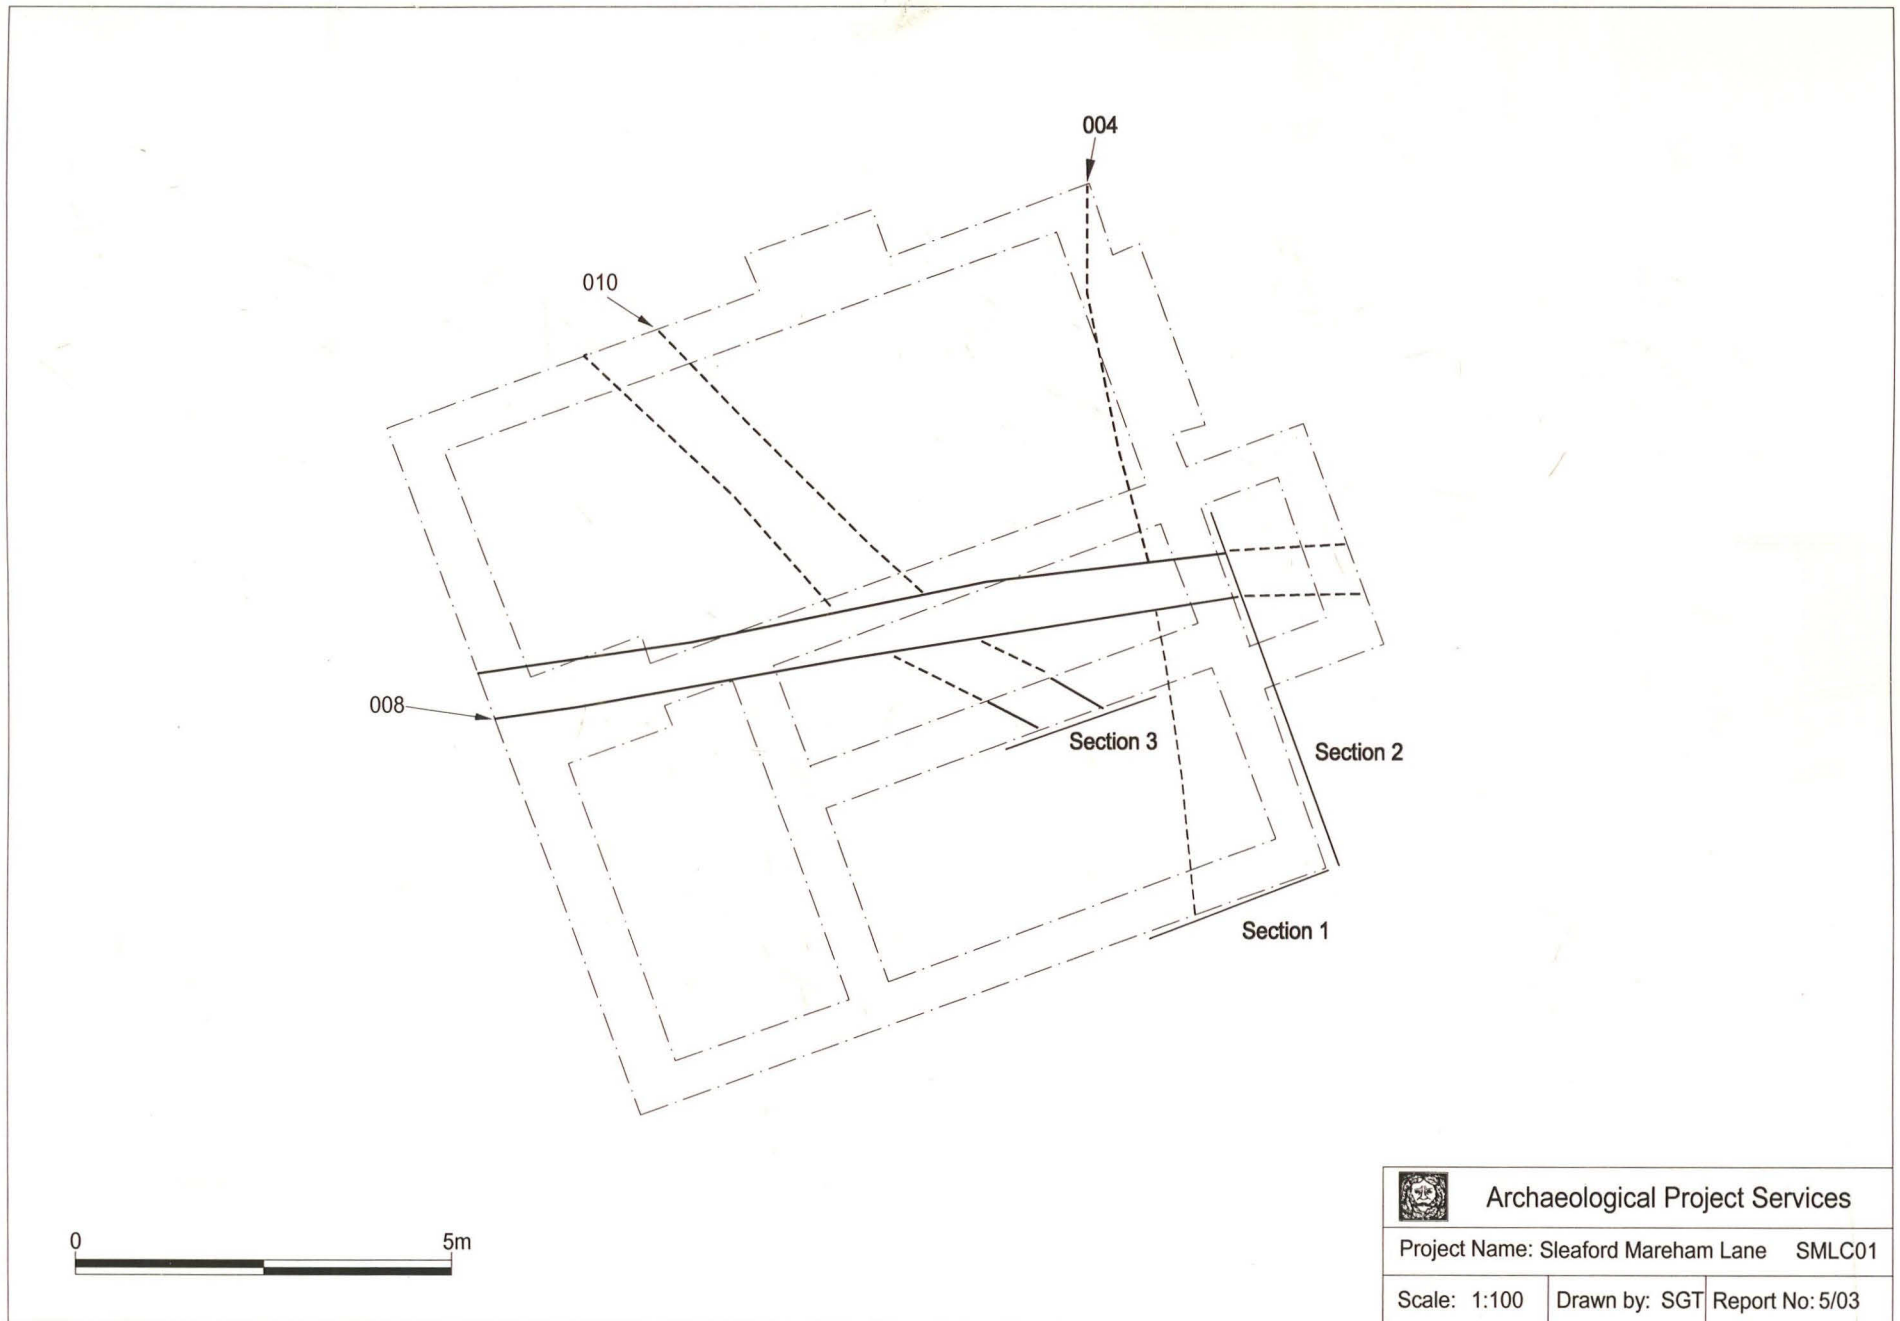 004
010
008
Section 3
Section 2
Section 1
0 5m
Archaeological Project Services
Project Name: Sleaford Mareham Lane SMLC01
Scale: 1:100 Drawn by: SGT Report No: 5/03